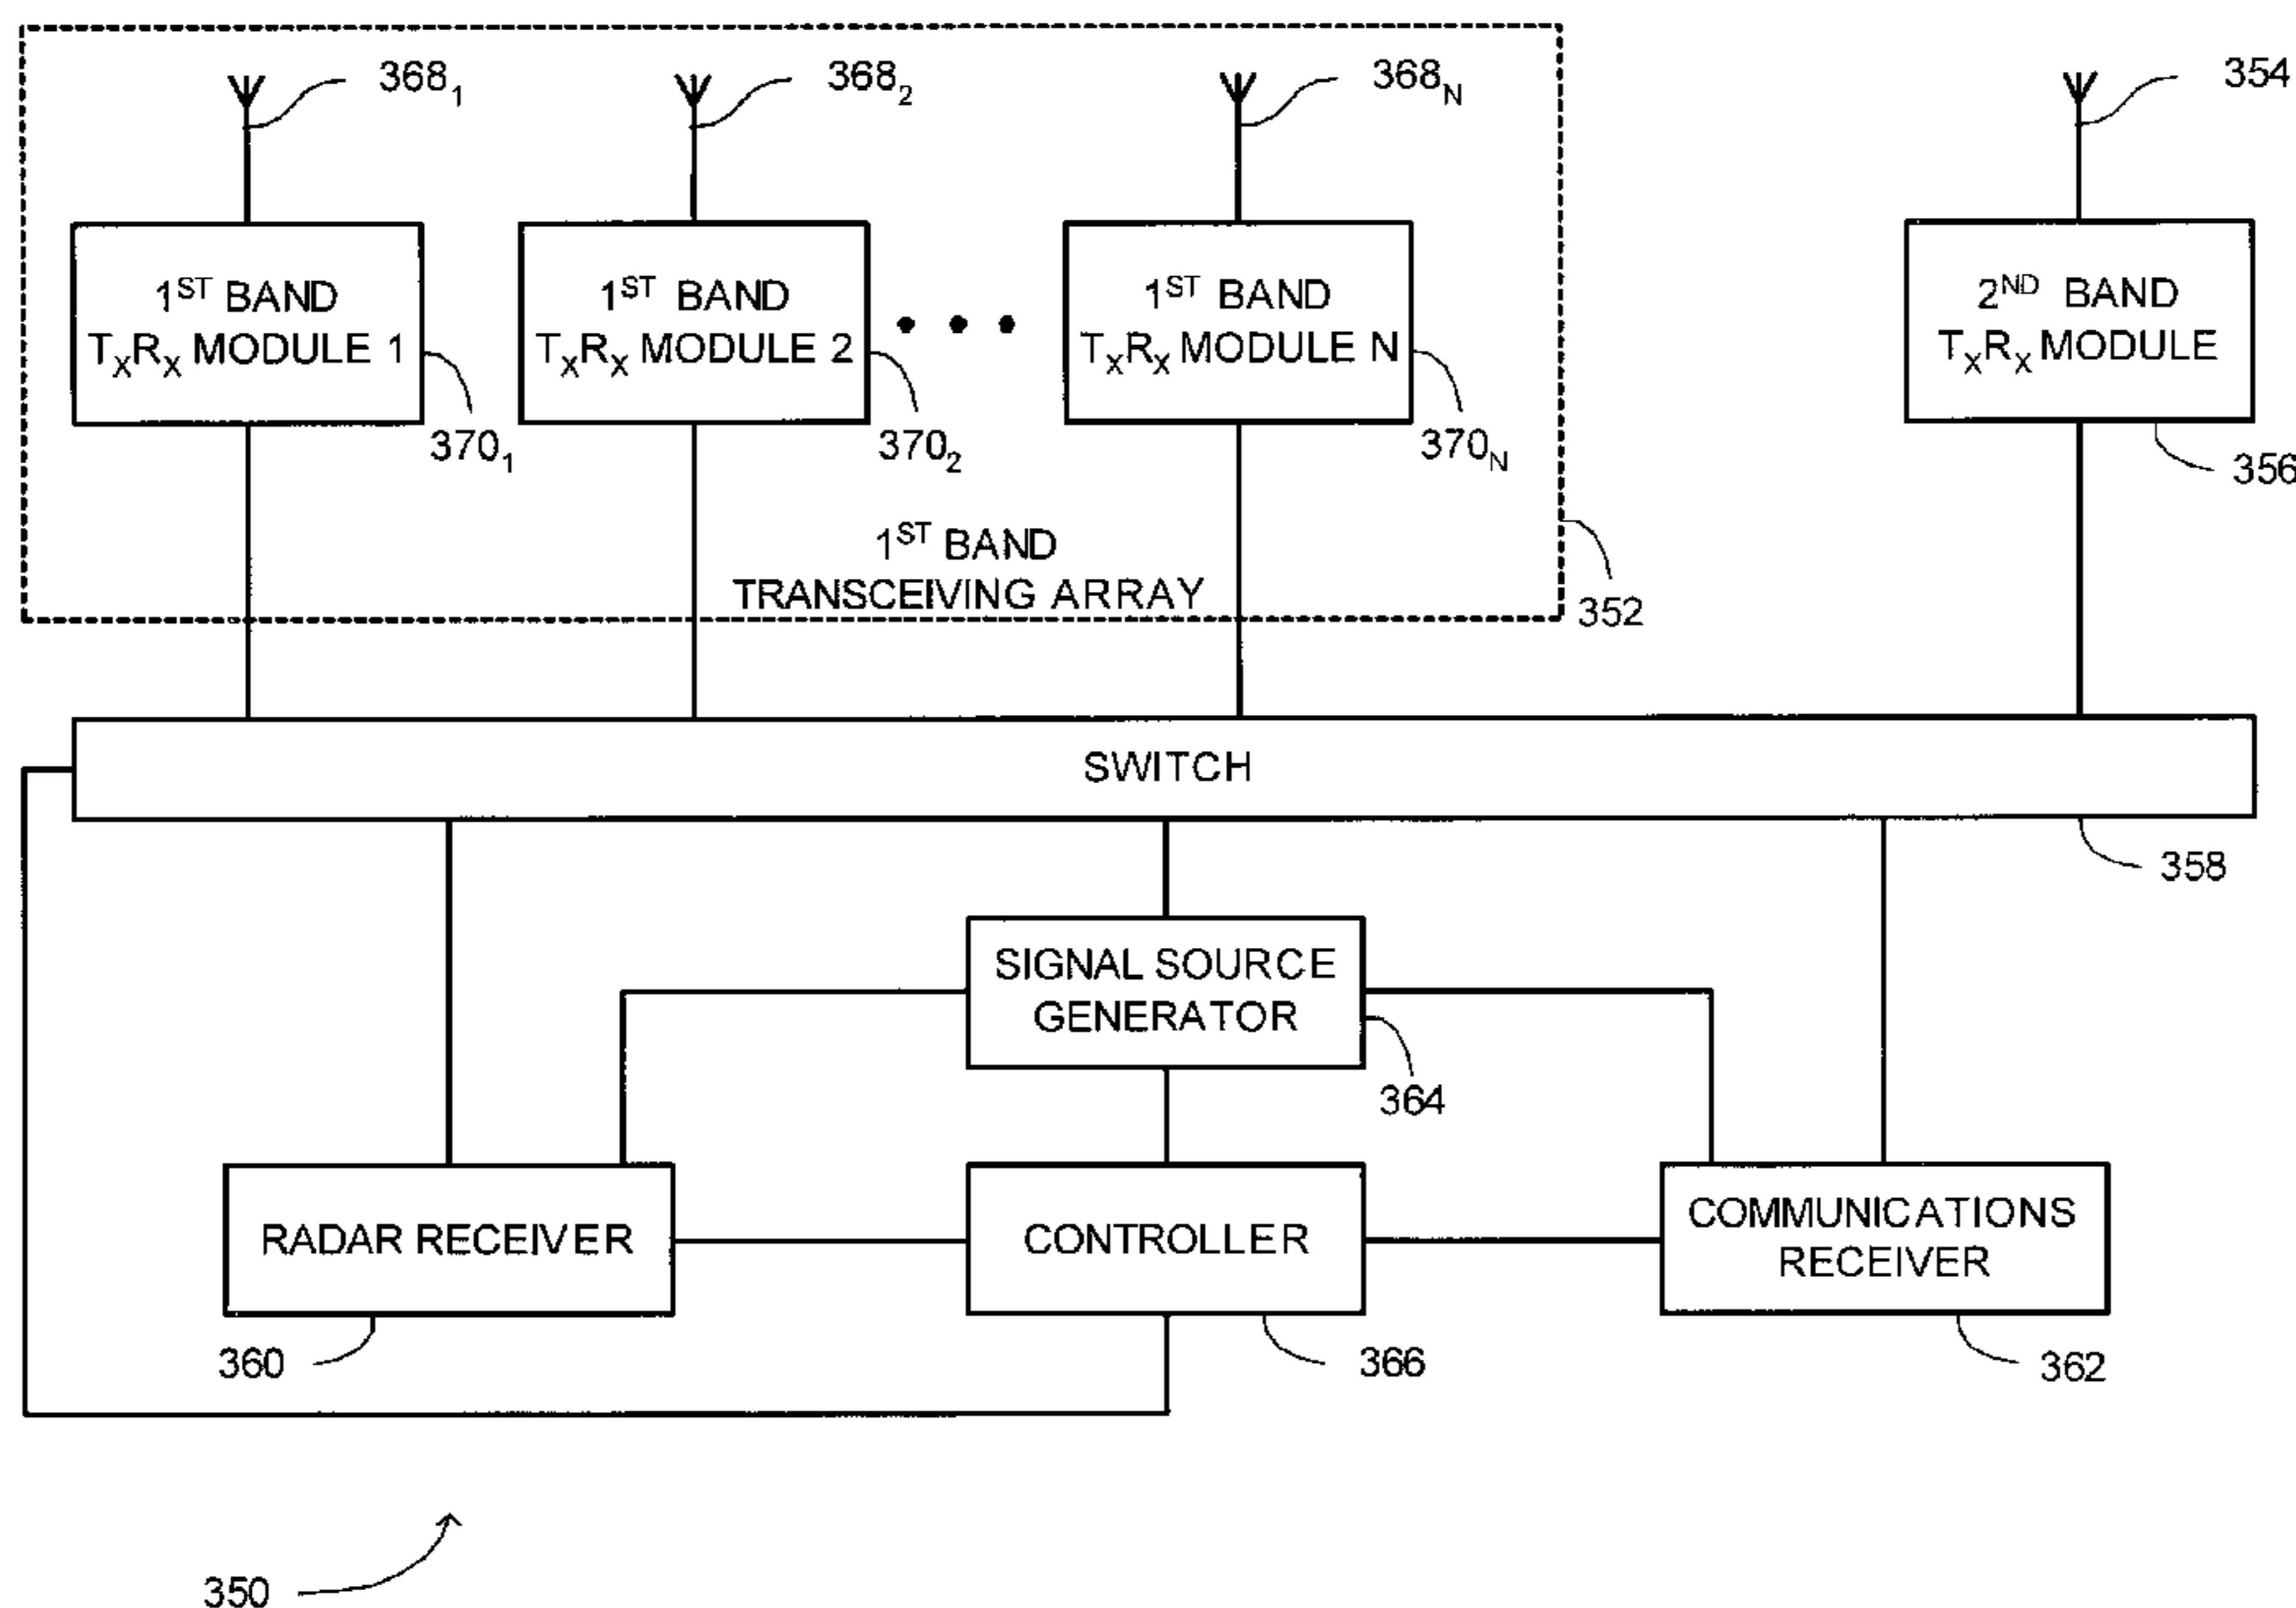 368₁
368₂
368_N
354
1ST BAND
TXRX MODULE 1
1ST BAND
TXRX MODULE 2
1ST BAND
TXRX MODULE N
2ND BAND
TXRX MODULE
370₁
370₂
370_N
356
1ST BAND
TRANSCEIVING ARRAY
352
SWITCH
358
SIGNAL SOURCE
GENERATOR
364
RADAR RECEIVER
CONTROLLER
COMMUNICATIONS
RECEIVER
360
366
362
350